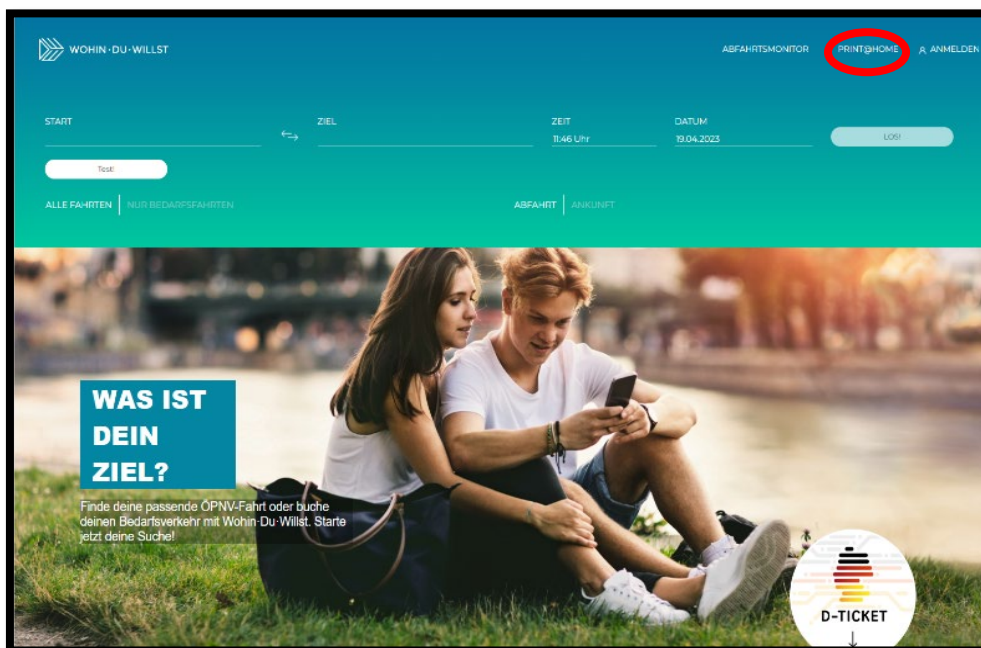 WOHIN·DU·WILLST
ABFAHRTSMONITOR PRINT@HOME ANMELDEN
START ZIEL ZEIT DATUM
11:46 Uhr 19.04.2023 LOS!
Test!
ALLE FAHRTEN NUR BEDARFSFAHRTEN ABFAHRT ANKUNFT
WAS IST
DEIN
ZIEL?
Finde deine passende ÖPNV-Fahrt oder buche
deinen Bedarfsverkehr mit Wohin·Du·Willst. Starte
jetzt deine Suche!
D-TICKET